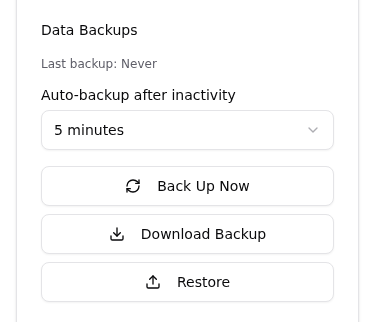 Data Backups
Last backup: Never
Auto-backup after inactivity
5 minutes
Back Up Now
Download Backup
Restore